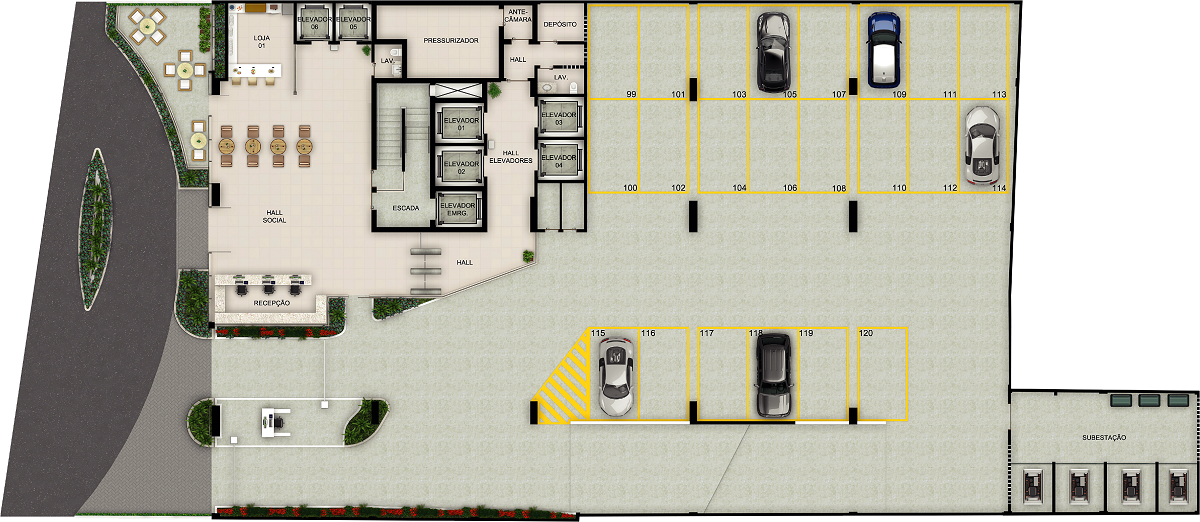 LOJA
01
ELEVADOR
06
ELEVADOR
05
PRESSURIZADOR
ANTE-
CÂMARA
DEPÓSITO
LAV.
HALL
LAV.
ELEVADOR
01
ELEVADOR
03
HALL
ELEVADORES
ELEVADOR
02
ELEVADOR
04
ESCADA
ELEVADOR
EMRG.
HALL
SOCIAL
HALL
RECEPÇÃO
99
101
103
105
107
109
111
113
100
102
104
106
108
110
112
114
115
116
117
118
119
120
SUBESTAÇÃO